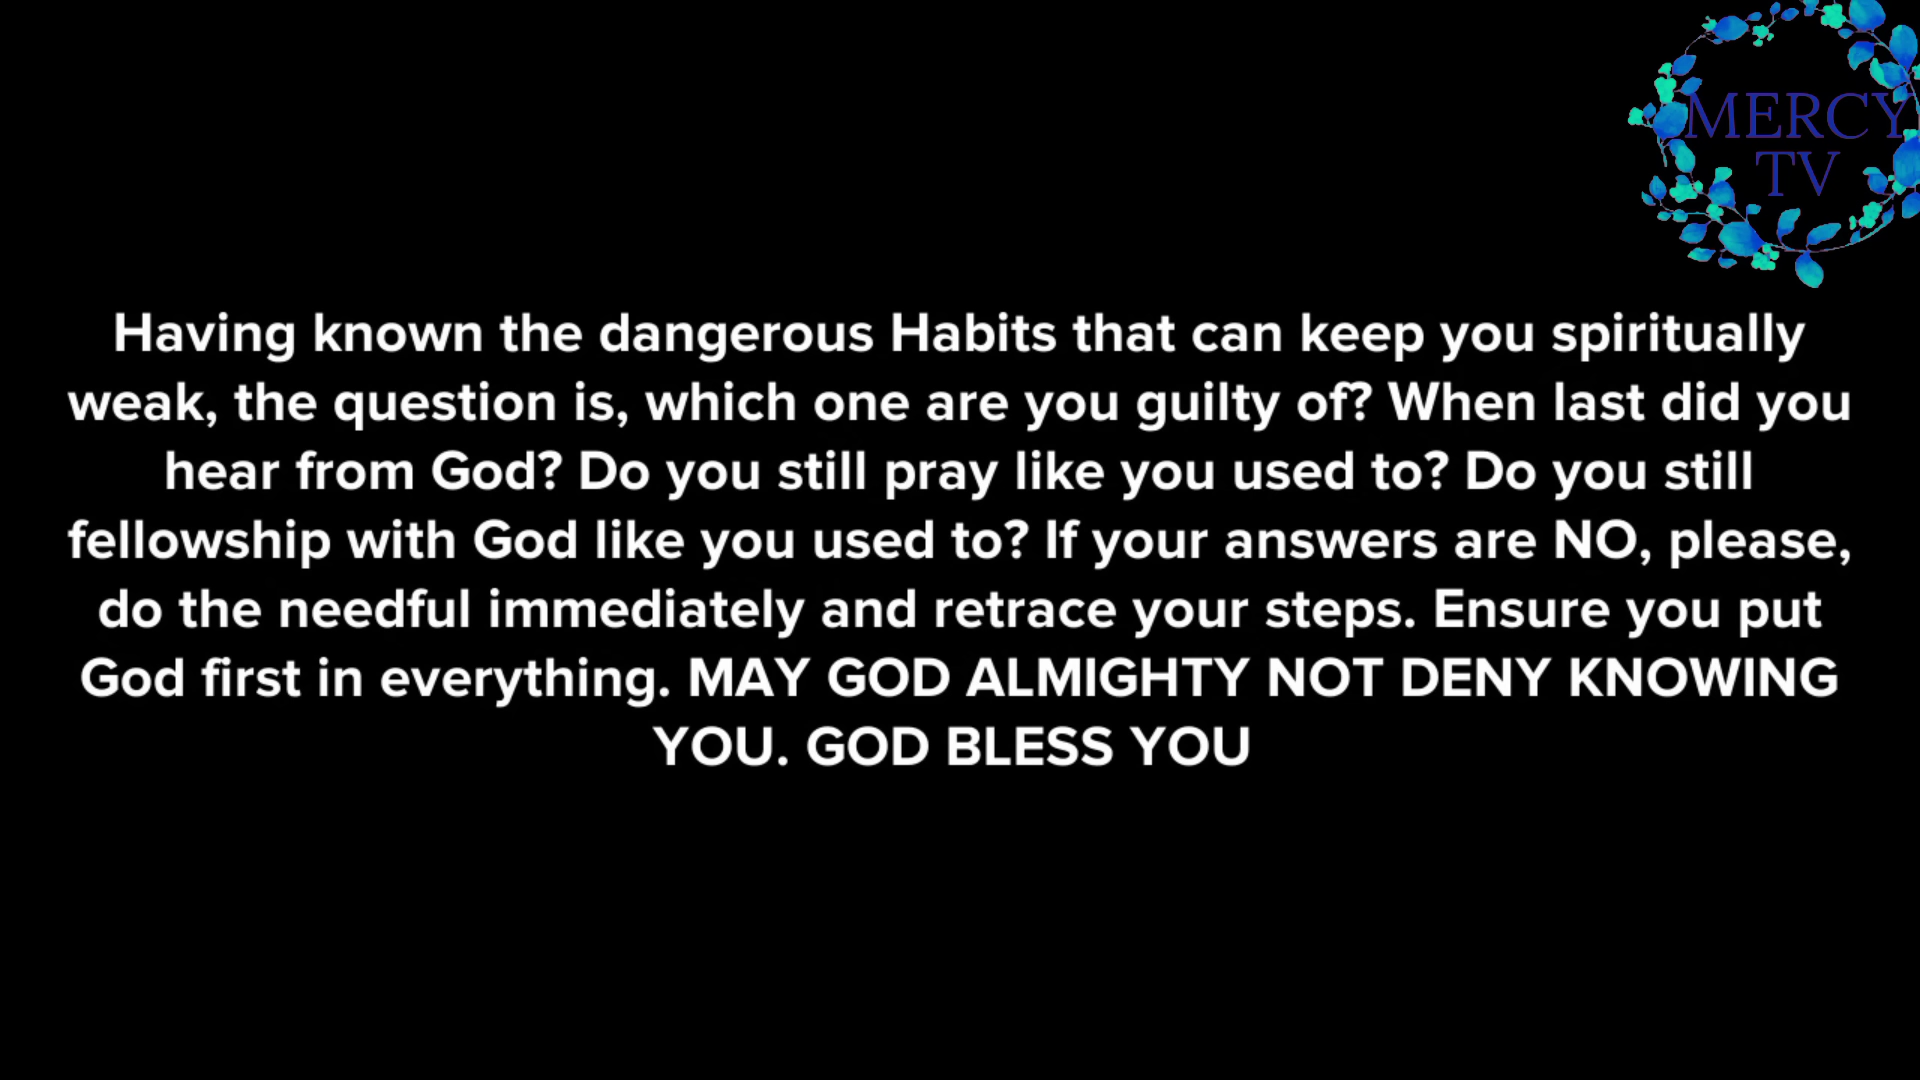 MERCY
TV
Having known the dangerous Habits that can keep you spiritually
weak, the question is, which one are you guilty of? When last did you
hear from God? Do you still pray like you used to? Do you still
fellowship with God like you used to? If your answers are NO, please,
do the needful immediately and retrace your steps. Ensure you put
God first in everything. MAY GOD ALMIGHTY NOT DENY KNOWING
YOU. GOD BLESS YOU